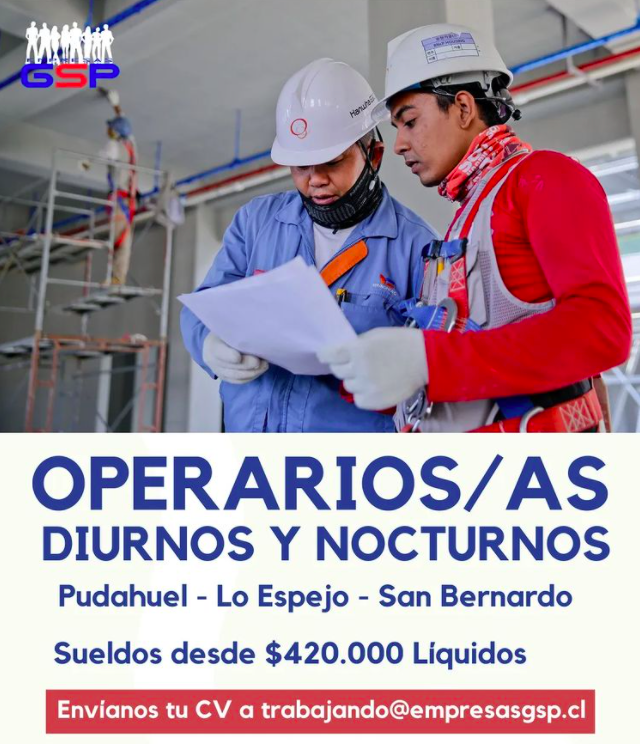 GSP
Hanwha
OPERARIOS/AS
DIURNOS Y NOCTURNOS
Pudahuel - Lo Espejo - San Bernardo
Sueldos desde $420.000 Líquidos
Envíanos tu CV a trabajando@empresasgsp.cl